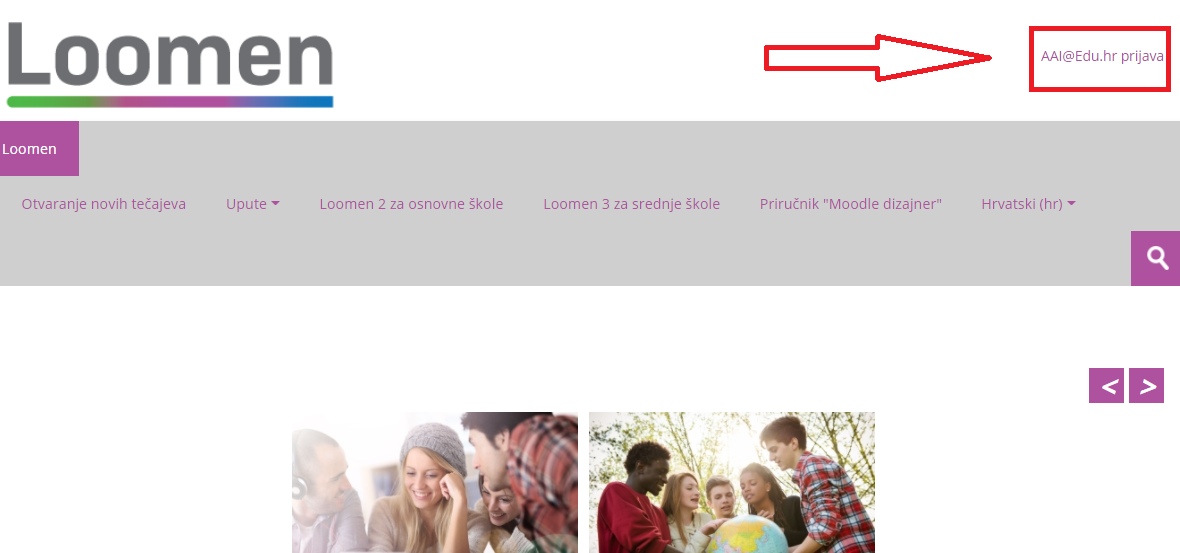 Loomen
AAI@Edu.hr prijava
Loomen
Otvaranje novih tečajeva Upute Loomen 2 za osnovne škole Loomen 3 za srednje škole Priručnik "Moodle dizajner" Hrvatski (hr)
< >